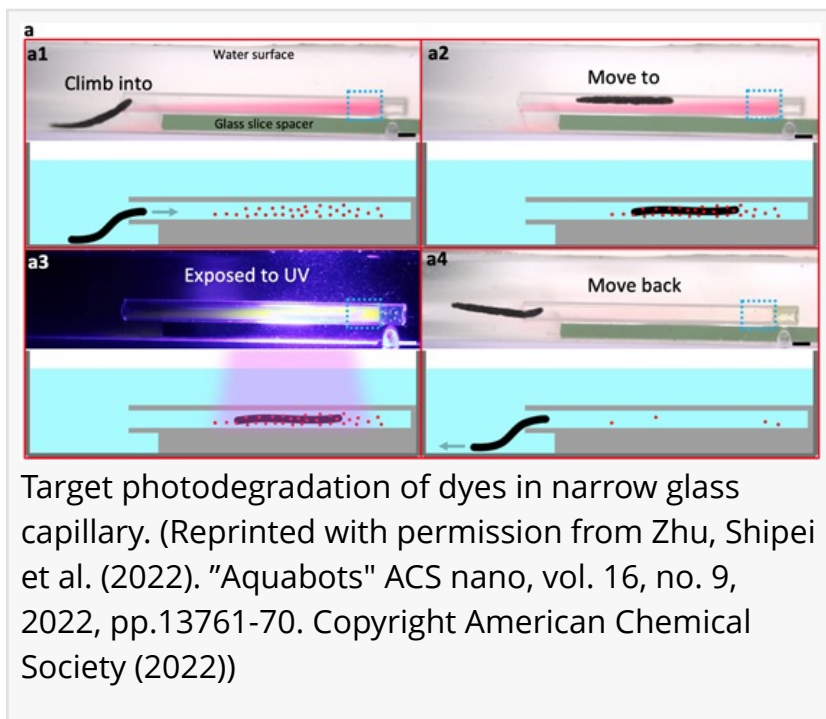 a
a1
Water surface
Climb into
Glass slice spacer
a2
Move to
a3
Exposed to UV
a4
Move back
Target photodegradation of dyes in narrow glass
capillary. (Reprinted with permission from Zhu, Shipei
et al. (2022). ”Aquabots" ACS nano, vol. 16, no. 9,
2022, pp.13761-70. Copyright American Chemical
Society (2022))